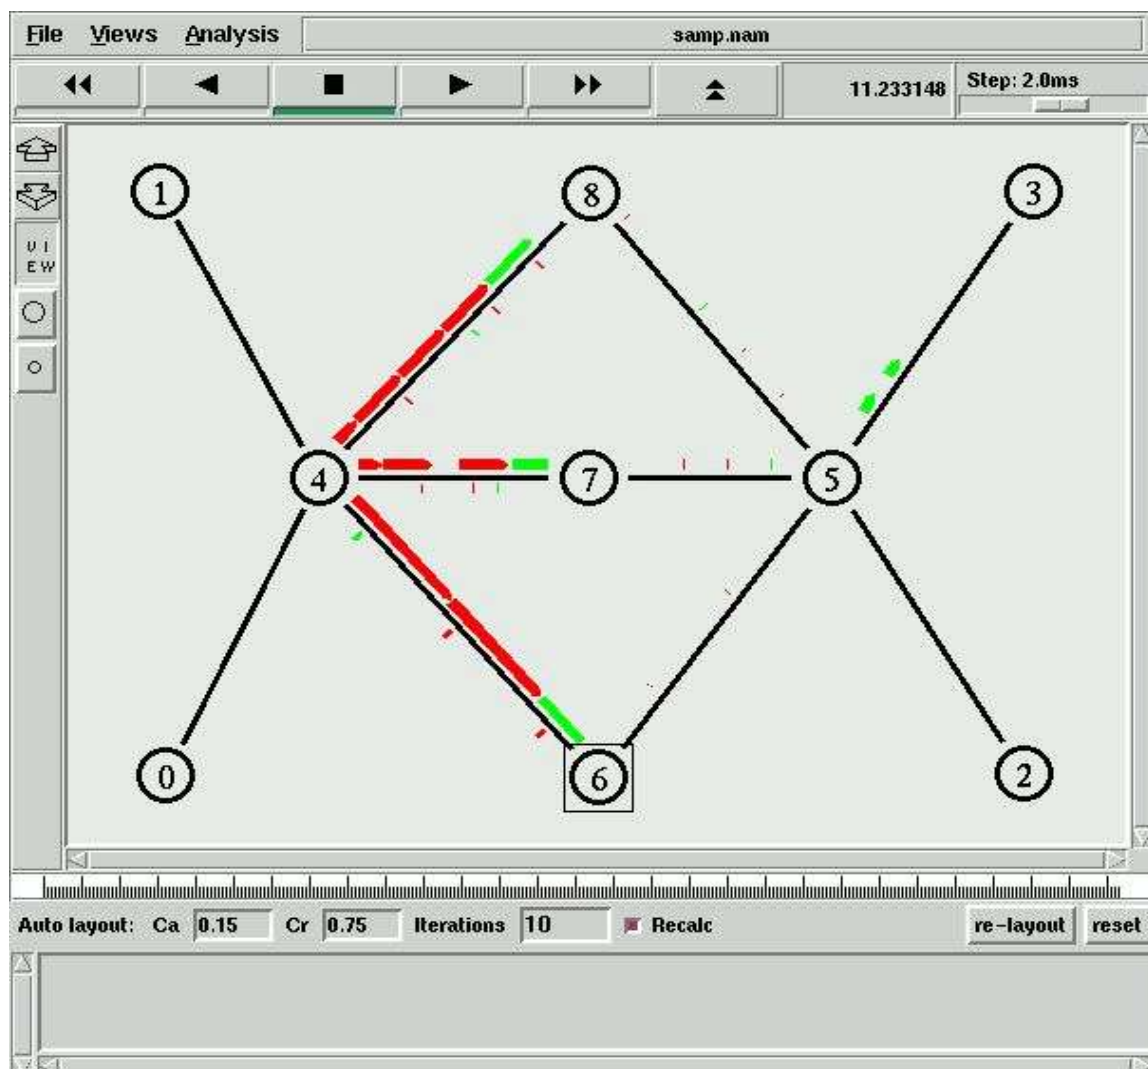 File Views Analysis samp.nam
11.233148 Step: 2.0ms
1 8 3
V I
E W
4 7 5
0 6 2
Auto layout: Ca 0.15 Cr 0.75 Iterations 10 Recalc re-layout reset